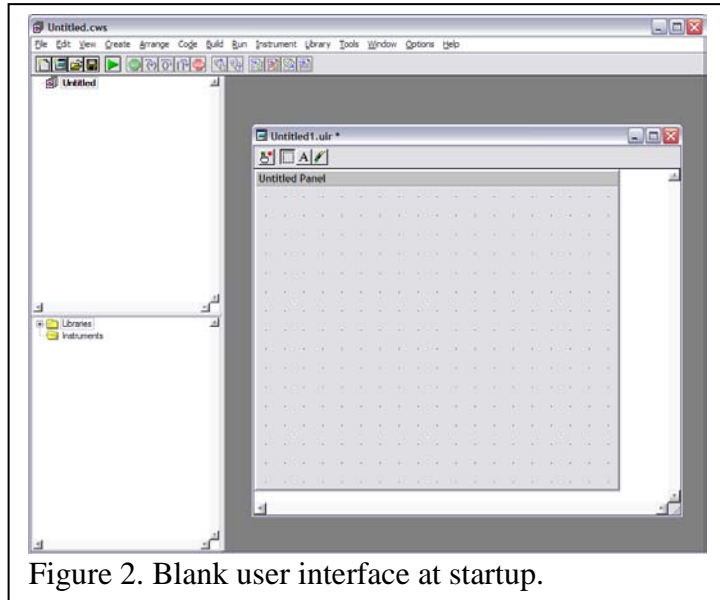 Untitled.cws
File Edit View Create Arrange Code Build Run Instrument Library Tools Window Options Help
Untitled
Untitled1.uir *
A
Untitled Panel
Libraries
Instruments
Figure 2. Blank user interface at startup.